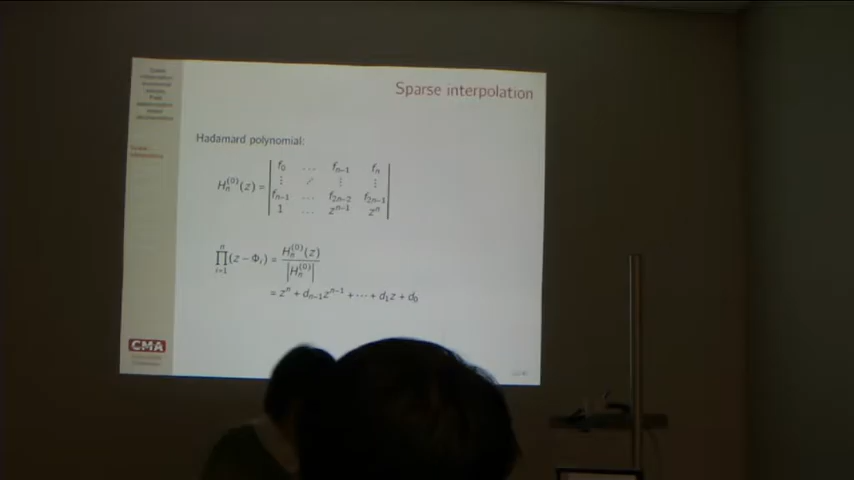 Sparse interpolation
Hadamard polynomial:
H_n^{(0)}(z) = | f_0 ⋯ f_{n−1} f_n |
| ⋮ ⋰ ⋮ ⋮ |
| f_{n−1} ⋯ f_{2n−2} f_{2n−1} |
| 1 ⋯ z^{n−1} z^n |
∏_{i=1}^{n} (z − Φ_i) = H_n^{(0)}(z) / |H_n^{(0)}|
= z^n + d_{n−1}z^{n−1} + ⋯ + d_1z + d_0
CMA